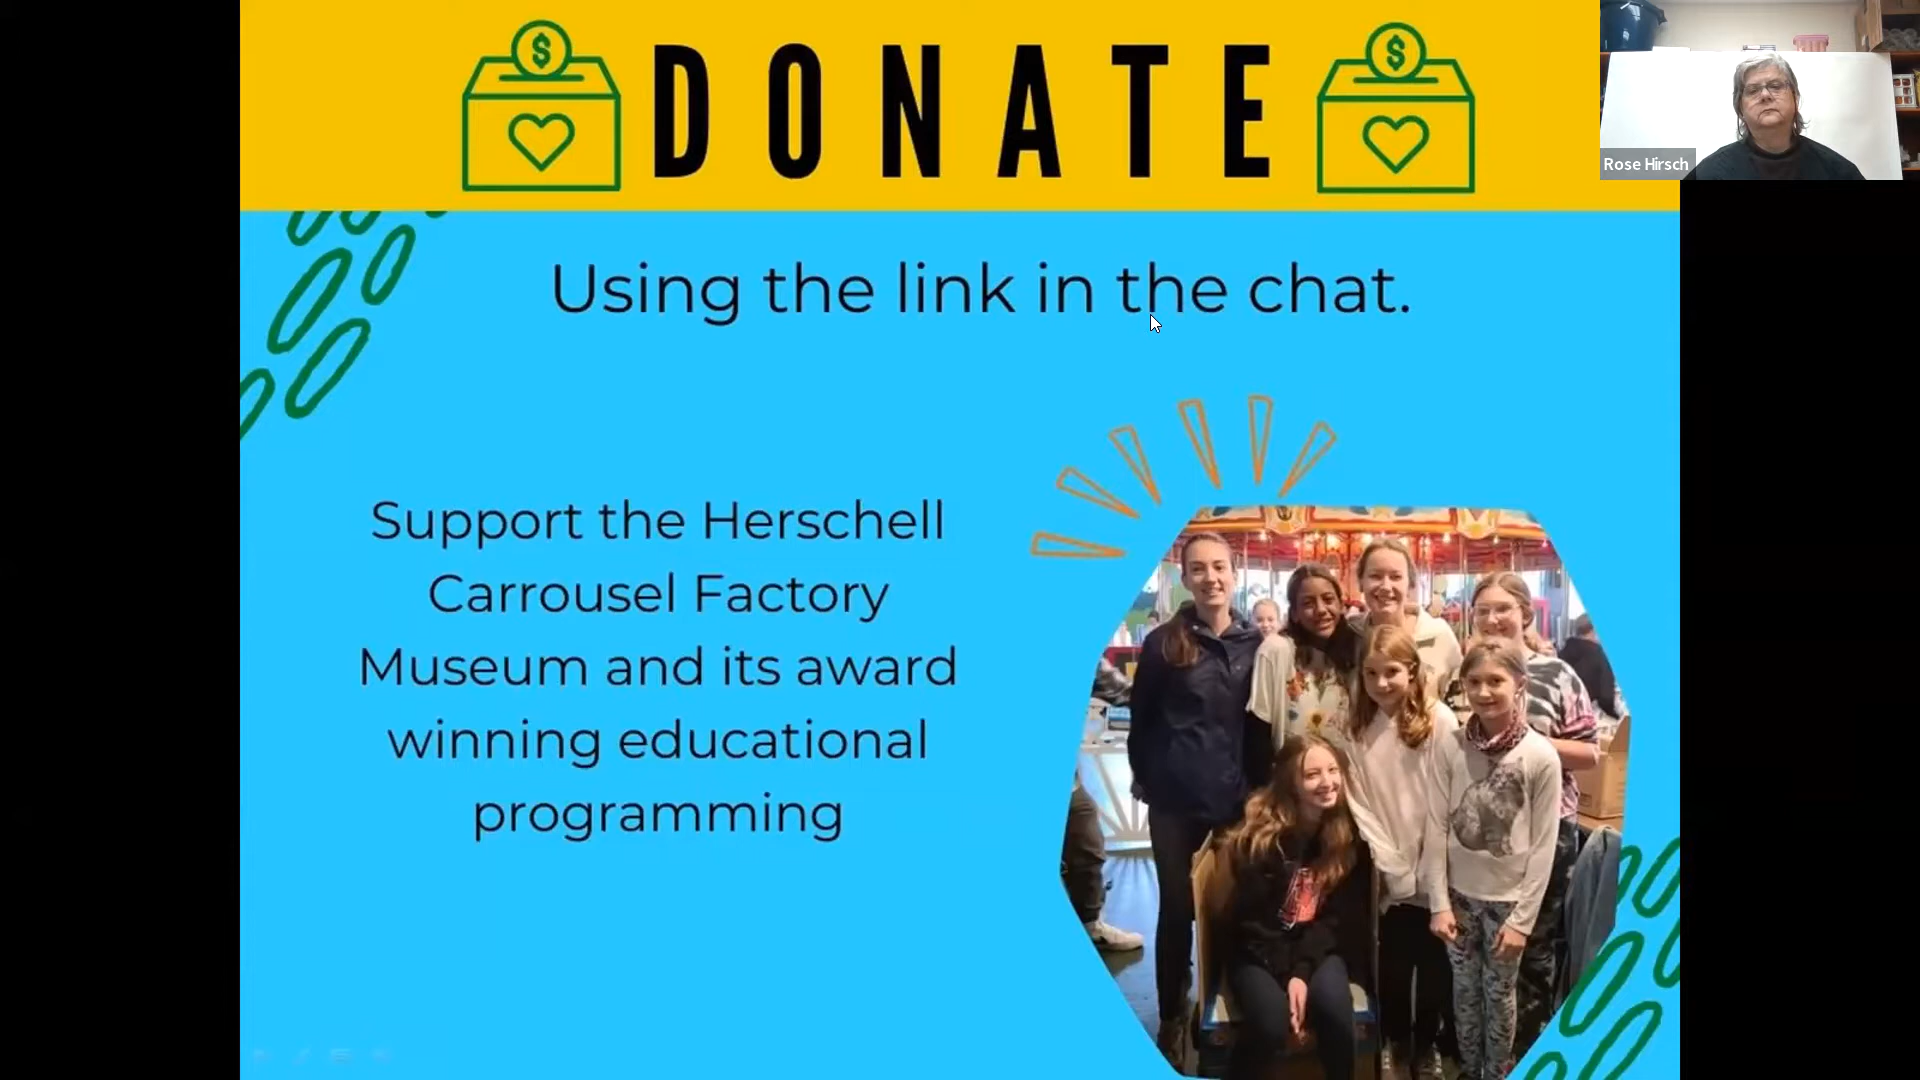 $ DONATE $
Using the link in the chat.
Support the Herschell
Carrousel Factory
Museum and its award
winning educational
programming
Rose Hirsch